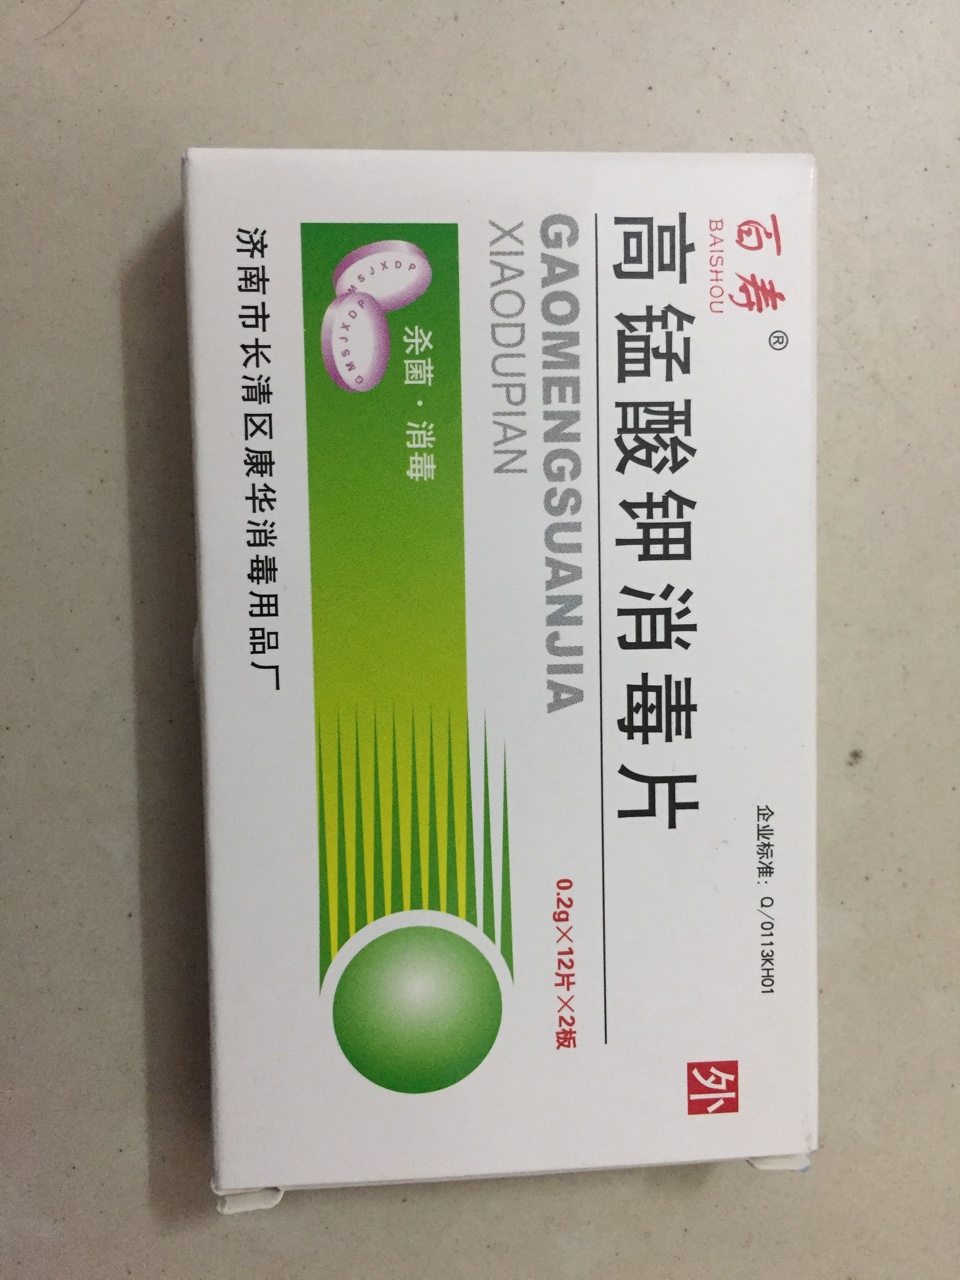 百寿
BAISHOU
®
企业标准：Q/0113KH01
外
高锰酸钾消毒片
GAOMENGSUANJIA
XIAODUPIAN
0.2g×12片×2板
杀菌·消毒
GMSJXDP
MSJXDP
济南市长清区康华消毒用品厂